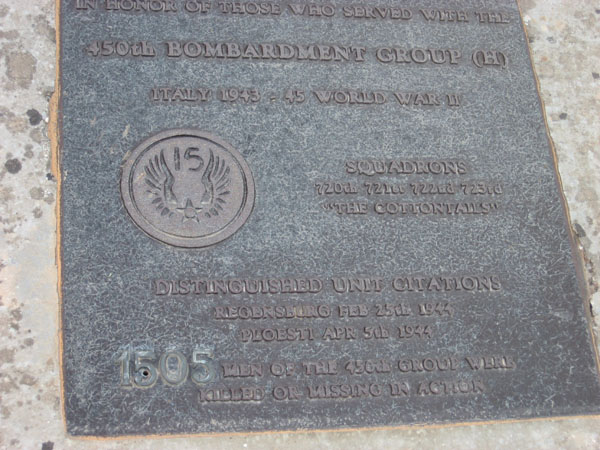 IN HONOR OF THOSE WHO SERVED WITH THE
450th BOMBARDMENT GROUP (H)
ITALY 1943 - 45 WORLD WAR II
15
SQUADRONS
720th 721st 722nd 723rd
"THE COTTONTAILS"
DISTINGUISHED UNIT CITATIONS
REGENSBURG FEB 25th 1944
PLOESTI APR 5th 1944
1505 MEN OF THE 450th GROUP WERE
KILLED OR MISSING IN ACTION